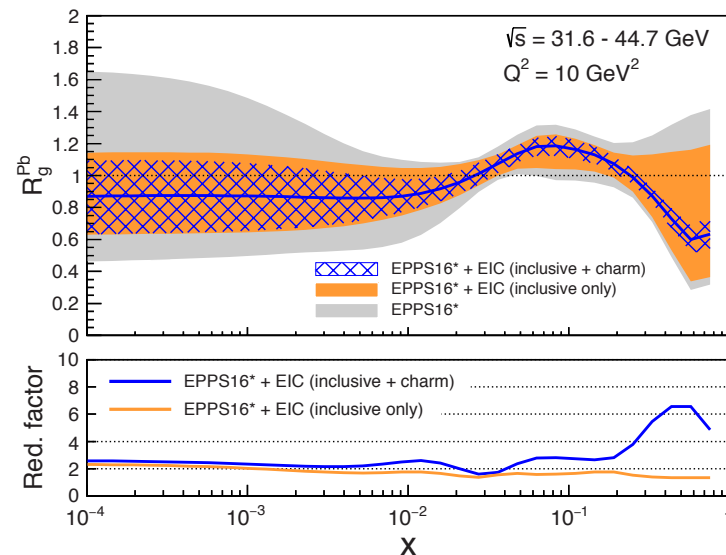 2
1.8
1.6
1.4
1.2
1
0.8
0.6
0.4
0.2
0
R_g^Pb
√s = 31.6 - 44.7 GeV
Q² = 10 GeV²
EPPS16* + EIC (inclusive + charm)
EPPS16* + EIC (inclusive only)
EPPS16*
10
8
6
4
2
0
Red. factor
EPPS16* + EIC (inclusive + charm)
EPPS16* + EIC (inclusive only)
10⁻⁴ 10⁻³ 10⁻² 10⁻¹ 1
x